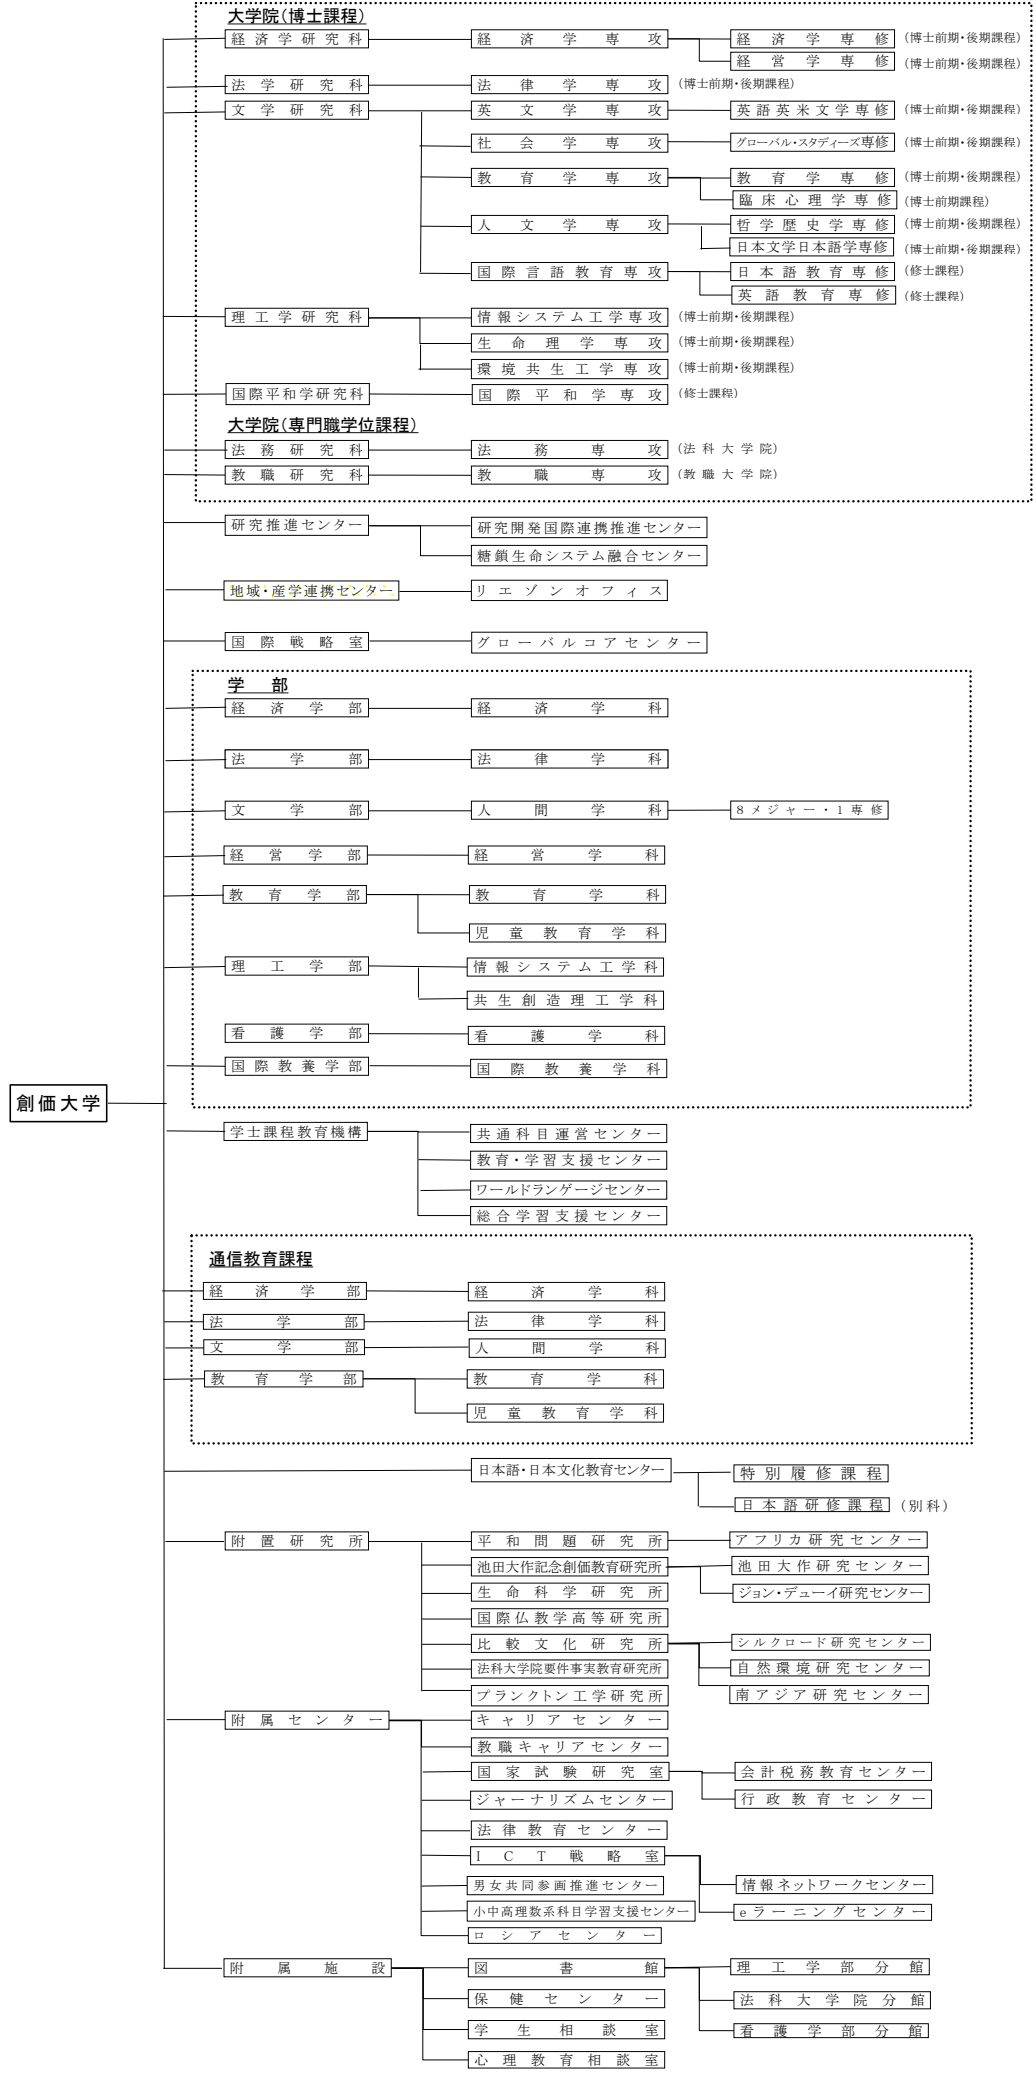 大学院(博士課程)
経済学研究科 経済学専攻 経済学専修 (博士前期・後期課程)
経営学専修 (博士前期・後期課程)
法学研究科 法律学専攻 (博士前期・後期課程)
文学研究科 英文学専攻 英語英米文学専修 (博士前期・後期課程)
社会学専攻 グローバル・スタディーズ専修 (博士前期・後期課程)
教育学専攻 教育学専修 (博士前期・後期課程)
臨床心理学専修 (博士前期課程)
人文学専攻 哲学歴史学専修 (博士前期・後期課程)
日本文学日本語学専修 (博士前期・後期課程)
国際言語教育専攻 日本語教育専修 (修士課程)
英語教育専修 (修士課程)
理工学研究科 情報システム工学専攻 (博士前期・後期課程)
生命理学専攻 (博士前期・後期課程)
環境共生工学専攻 (博士前期・後期課程)
国際平和学研究科 国際平和学専攻 (修士課程)
大学院(専門職学位課程)
法務研究科 法務専攻 (法科大学院)
教職研究科 教職専攻 (教職大学院)
研究推進センター 研究開発国際連携推進センター
糖鎖生命システム融合センター
地域・産学連携センター リエゾンオフィス
国際戦略室 グローバルコアセンター
学部
経済学部 経済学科
法学部 法律学科
文学部 人間学科 8メジャー・1専修
経営学部 経営学科
教育学部 教育学科
児童教育学科
理工学部 情報システム工学科
共生創造理工学科
看護学部 看護学科
国際教養学部 国際教養学科
創価大学
学士課程教育機構 共通科目運営センター
教育・学習支援センター
ワールドランゲージセンター
総合学習支援センター
通信教育課程
経済学部 経済学科
法学部 法律学科
文学部 人間学科
教育学部 教育学科
児童教育学科
日本語・日本文化教育センター 特別履修課程
日本語研修課程 (別科)
附置研究所 平和問題研究所 アフリカ研究センター
池田大作記念創価教育研究所 池田大作研究センター
生命科学研究所 ジョン・デューイ研究センター
国際仏教学高等研究所
比較文化研究所 シルクロード研究センター
法科大学院要件事実教育研究所 自然環境研究センター
プランクトン工学研究所 南アジア研究センター
附属センター キャリアセンター
教職キャリアセンター
国家試験研究室 会計税務教育センター
ジャーナリズムセンター 行政教育センター
法律教育センター
ICT戦略室
男女共同参画推進センター 情報ネットワークセンター
小中高理数系科目学習支援センター eラーニングセンター
ロシアセンター
附属施設 図書館 理工学部分館
保健センター 法科大学院分館
学生相談室 看護学部分館
心理教育相談室